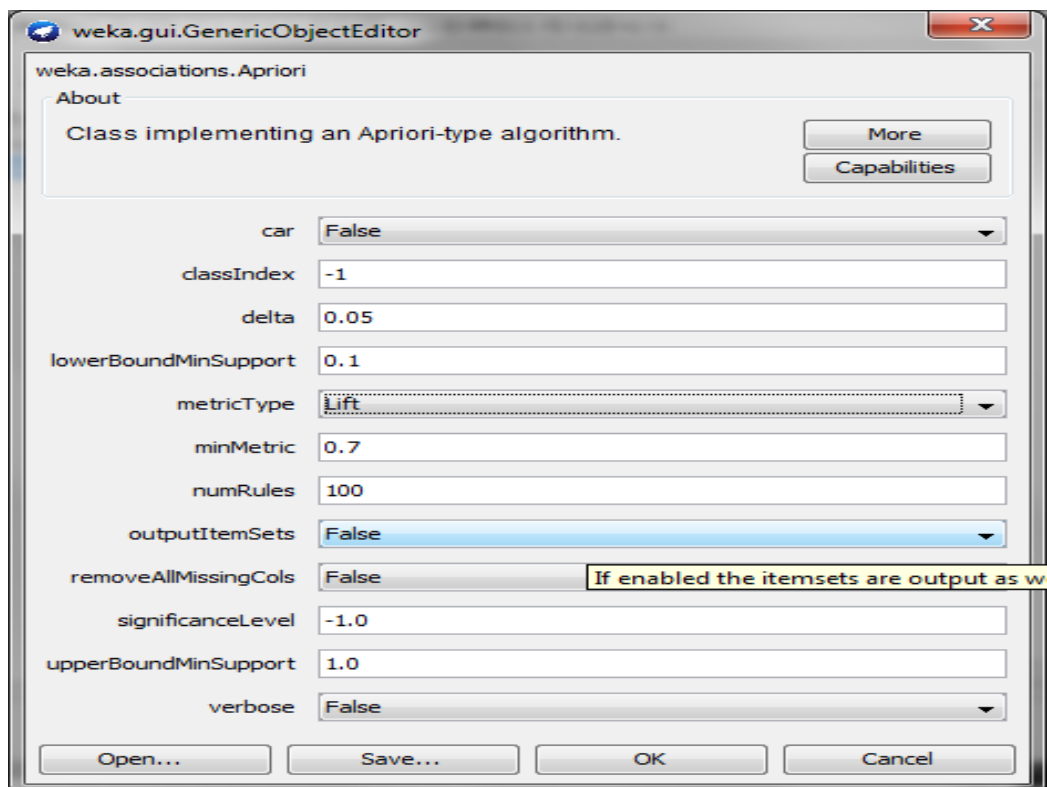 weka.gui.GenericObjectEditor
weka.associations.Apriori
About
Class implementing an Apriori-type algorithm.
More
Capabilities
car False
classIndex -1
delta 0.05
lowerBoundMinSupport 0.1
metricType Lift
minMetric 0.7
numRules 100
outputItemSets False
removeAllMissingCols False
If enabled the itemsets are output as w
significanceLevel -1.0
upperBoundMinSupport 1.0
verbose False
Open... Save... OK Cancel